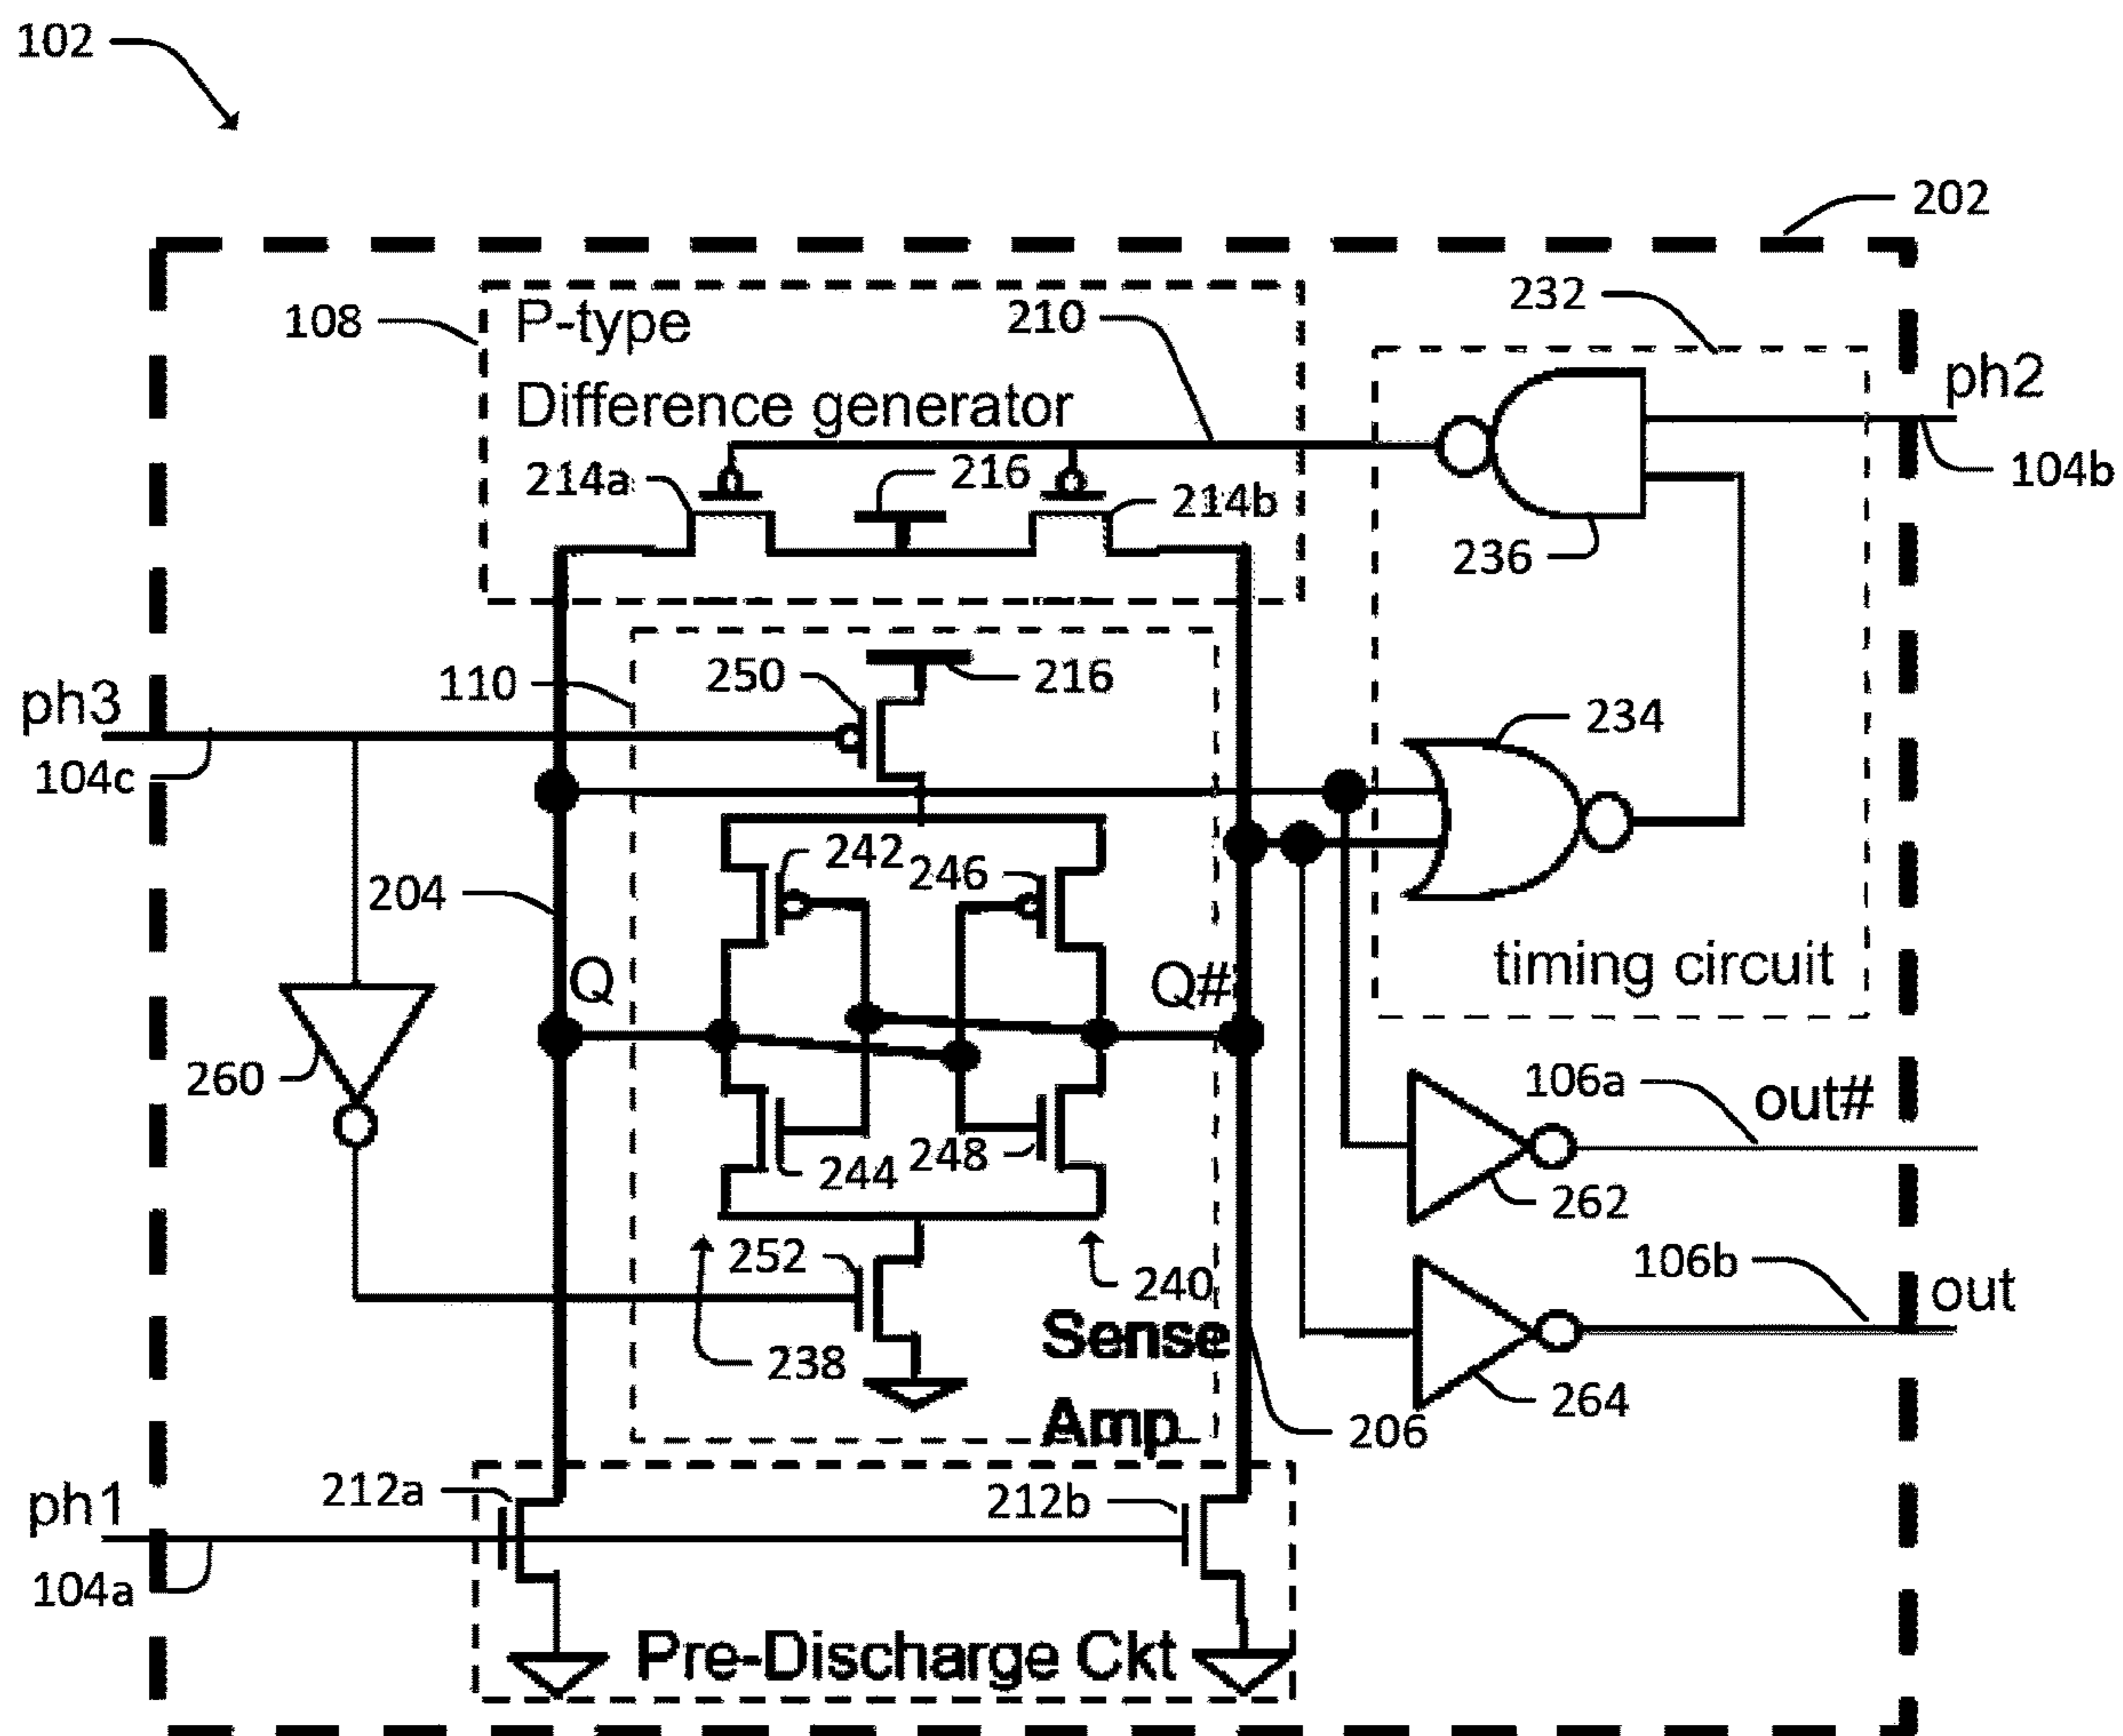 102
202
108
P-type
Difference generator
210
232
ph2
104b
214a
216
214b
236
110
250
216
ph3
104c
234
204
242
246
timing circuit
Q
Q#
260
244
248
106a
out#
262
252
238
240
106b
out
Sense
Amp
264
206
ph1
104a
212a
212b
Pre-Discharge Ckt